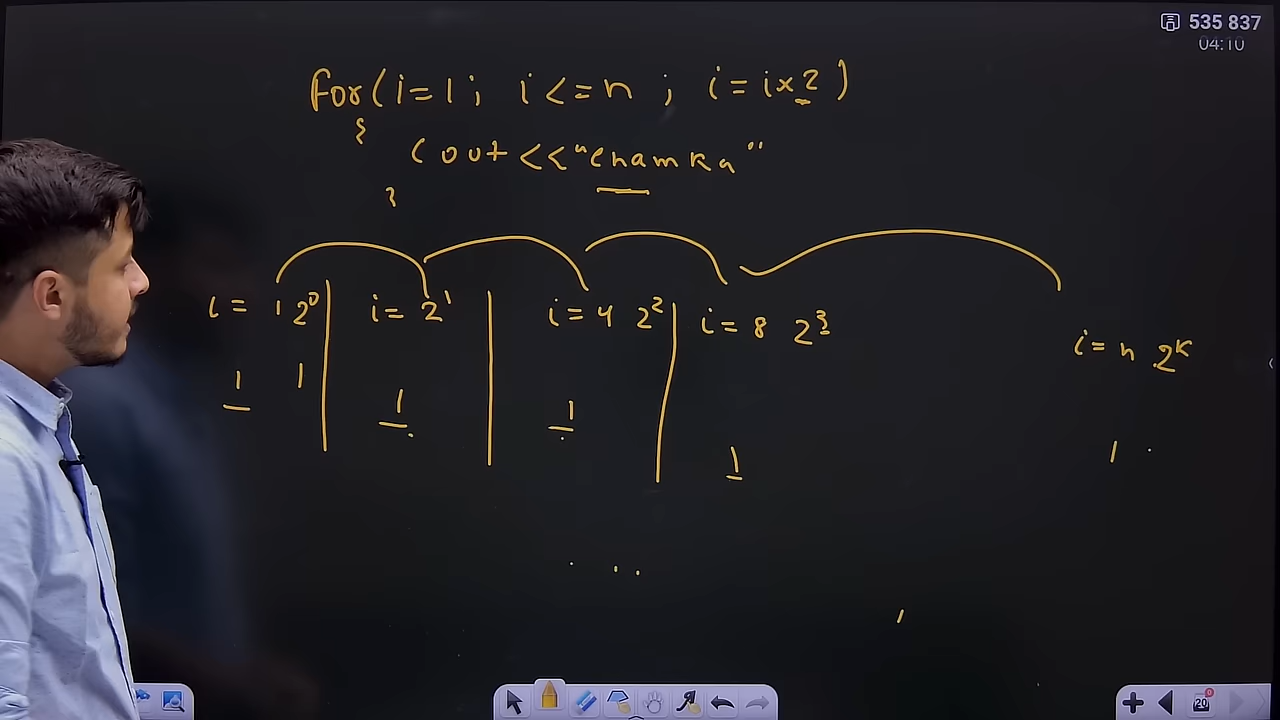 535 837
04:10
for(i=1; i<=n; i=i×2)
{
cout<<"chamka"
}
i= 1 2⁰ i= 2¹ i= 4 2² i= 8 2³ i= n 2ᴷ
1 1 1 1 1 1
...
20